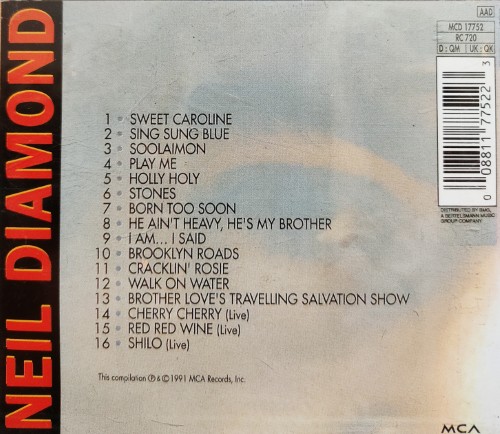 NEIL DIAMOND
AAD
MCD 17752
RC 720
D : QM UK : QK
1 • SWEET CAROLINE
2 • SING SUNG BLUE
3 • SOOLAIMON
4 • PLAY ME
5 • HOLLY HOLY
6 • STONES
7 • BORN TOO SOON
8 • HE AIN'T HEAVY, HE'S MY BROTHER
9 • I AM... I SAID
10 • BROOKLYN ROADS
11 • CRACKLIN' ROSIE
12 • WALK ON WATER
13 • BROTHER LOVE'S TRAVELLING SALVATION SHOW
14 • CHERRY CHERRY (Live)
15 • RED RED WINE (Live)
16 • SHILO (Live)
0 08811 77522 3
DISTRIBUTED BY BMG,
A BERTELSMANN MUSIC
GROUP COMPANY
This compilation ℗ & © 1991 MCA Records, Inc.
MCA